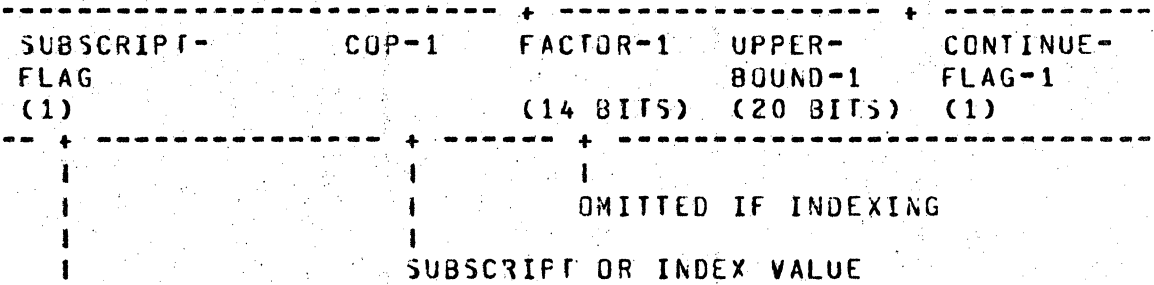 --------------------------- + ----------------- + -----------
SUBSCRIPT- COP-1 FACTOR-1 UPPER- CONTINUE-
FLAG BOUND-1 FLAG-1
(1) (14 BITS) (20 BITS) (1)
-- + --------------- + ------ + ----------------------------
| | |
| | OMITTED IF INDEXING
| |
| SUBSCRIPT OR INDEX VALUE